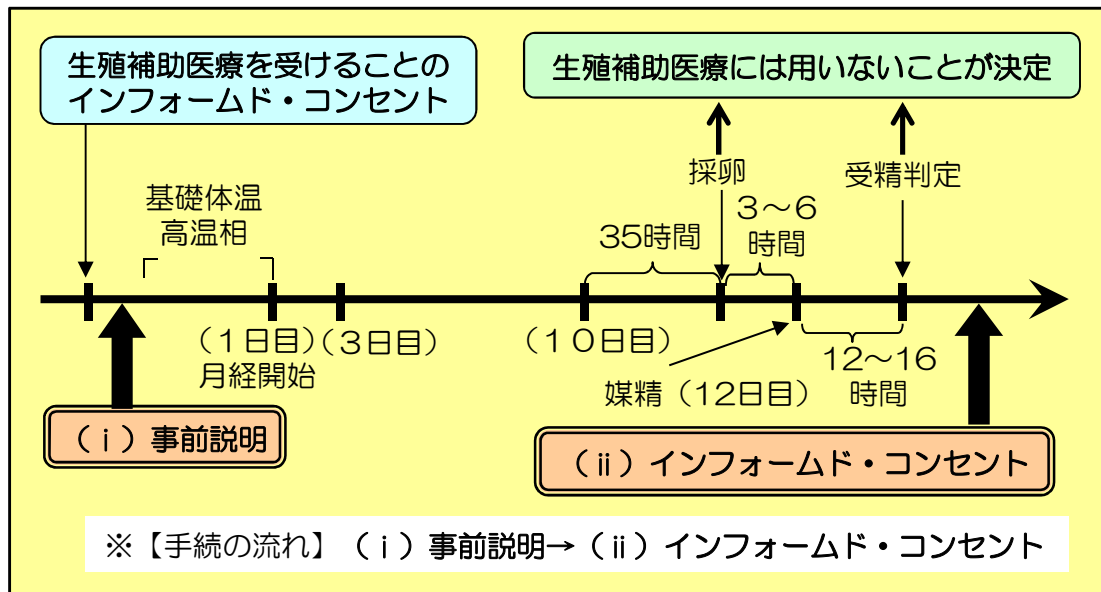 生殖補助医療を受けることの
インフォームド・コンセント
生殖補助医療には用いないことが決定
採卵
受精判定
基礎体温
高温相
35時間
3～6
時間
(1日目)
月経開始
(3日目)
(10日目)
媒精(12日目)
12～16
時間
(ⅰ)事前説明
(ⅱ)インフォームド・コンセント
※【手続の流れ】(ⅰ)事前説明→(ⅱ)インフォームド・コンセント